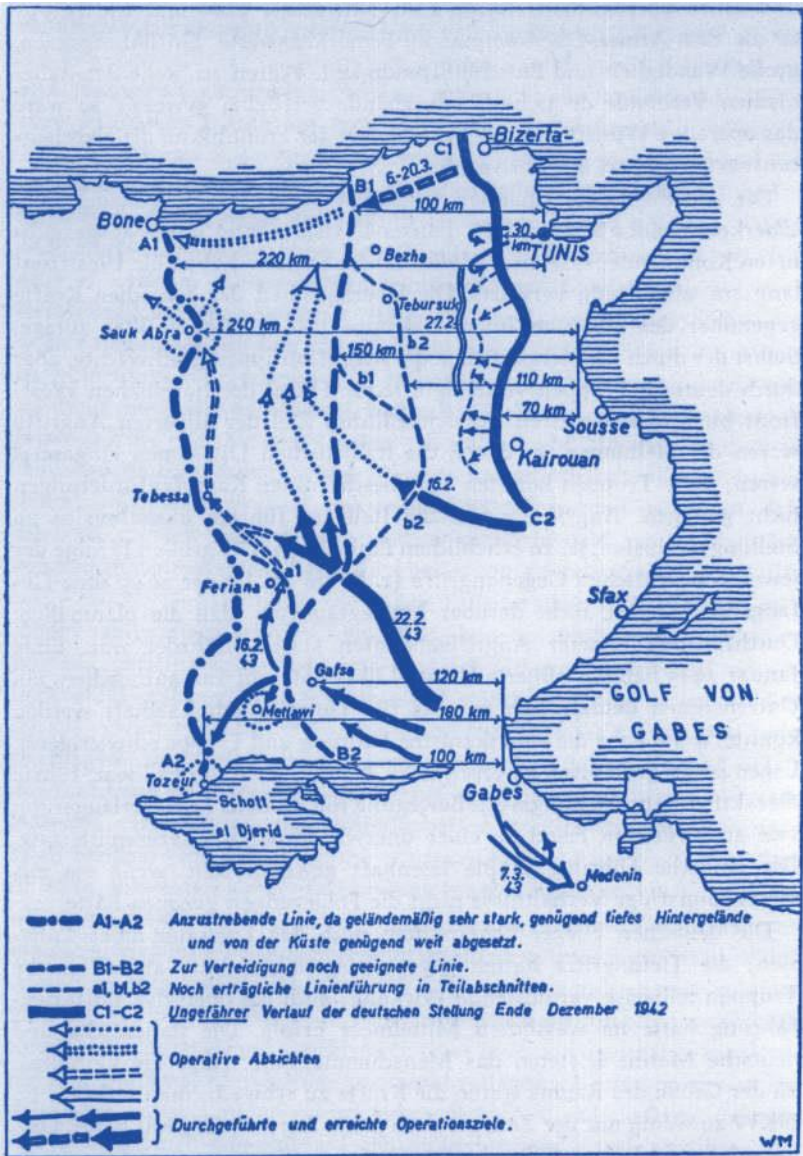 C1
Bizerta
B1
6-20.3.
100 km
Bone
A1
30 km
TUNIS
Bezha
220 km
Tebursuk
27.2.
Sauk Abra
240 km
150 km
b2
b1
110 km
70 km
Sousse
Kairouan
16.2.
b2
C2
Tebessa
Feriana
a1
Sfax
22.2. 43
16.2. 43
Gafsa
120 km
180 km
GOLF VON GABES
Metlawi
A2
B2
100 km
Tozeur
Gabes
Schott el Djerid
7.3. 43
Medenin
A1-A2 Anzustrebende Linie, da geländemäßig sehr stark, genügend tiefes Hintergelände
und von der Küste genügend weit abgesetzt.
B1-B2 Zur Verteidigung noch geeignete Linie.
a1, b1, b2 Noch erträgliche Linienführung in Teilabschnitten.
C1-C2 Ungefährer Verlauf der deutschen Stellung Ende Dezember 1942
Operative Absichten
Durchgeführte und erreichte Operationsziele.
WM